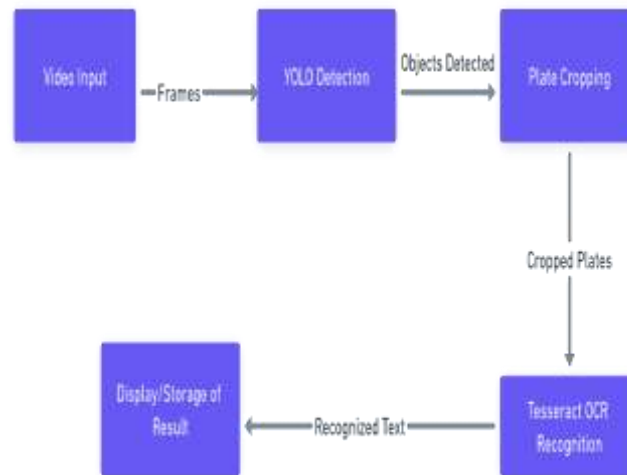 Video Input
Frames
YOLO Detection
Objects Detected
Plate Cropping
Cropped Plates
Tesseract OCR
Recognition
Recognized Text
Display/Storage of
Result